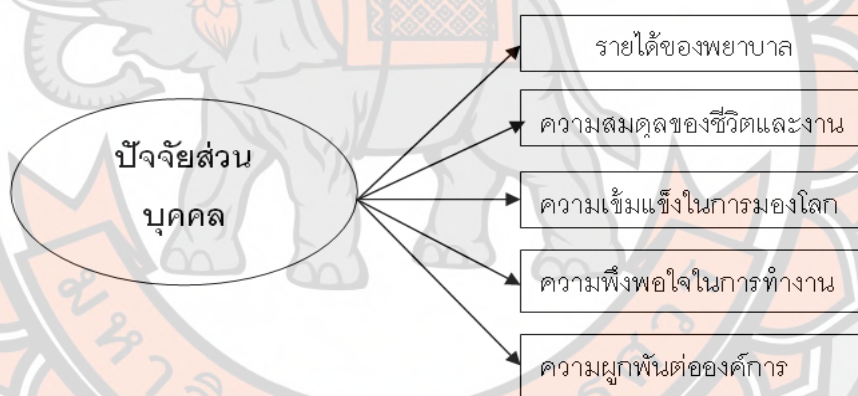 ปัจจัยส่วน
บุคคล
รายได้ของพยาบาล
ความสมดุลของชีวิตและงาน
ความเข้มแข็งในการมองโลก
ความพึงพอใจในการทำงาน
ความผูกพันต่อองค์การ